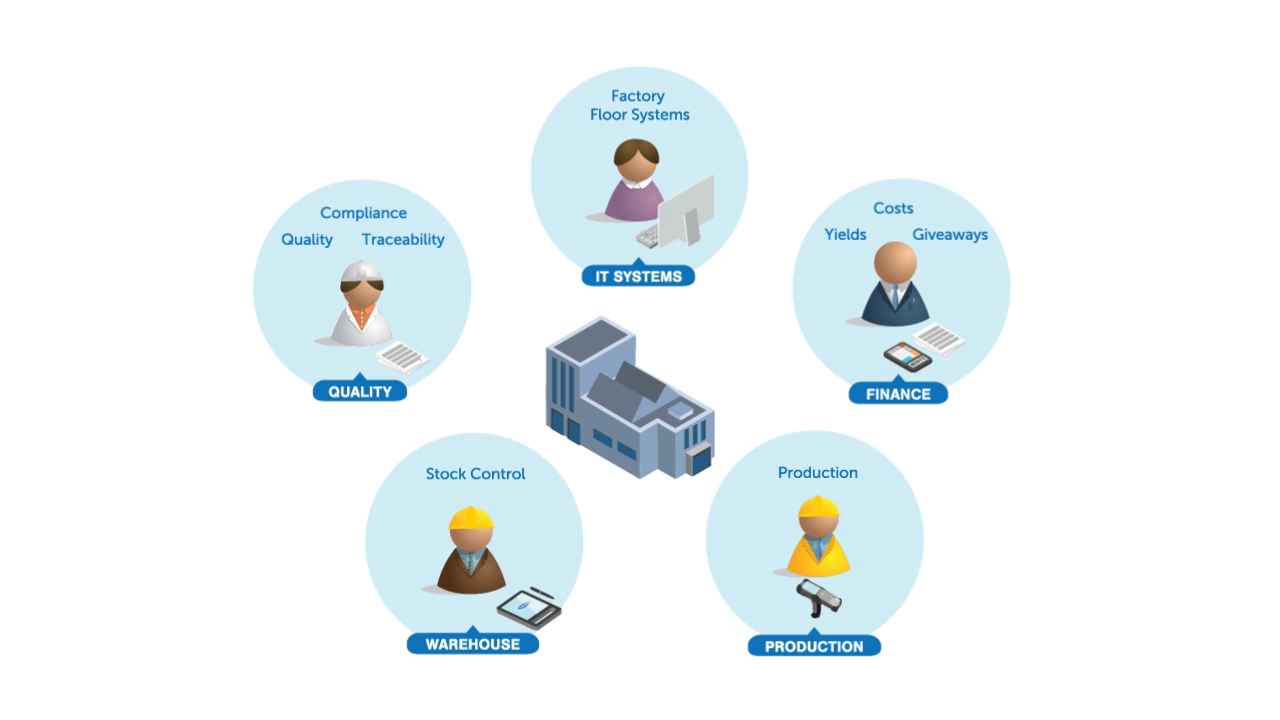 Factory
Floor Systems
IT SYSTEMS
Compliance
Quality Traceability
QUALITY
Costs
Yields Giveaways
FINANCE
Stock Control
WAREHOUSE
Production
PRODUCTION